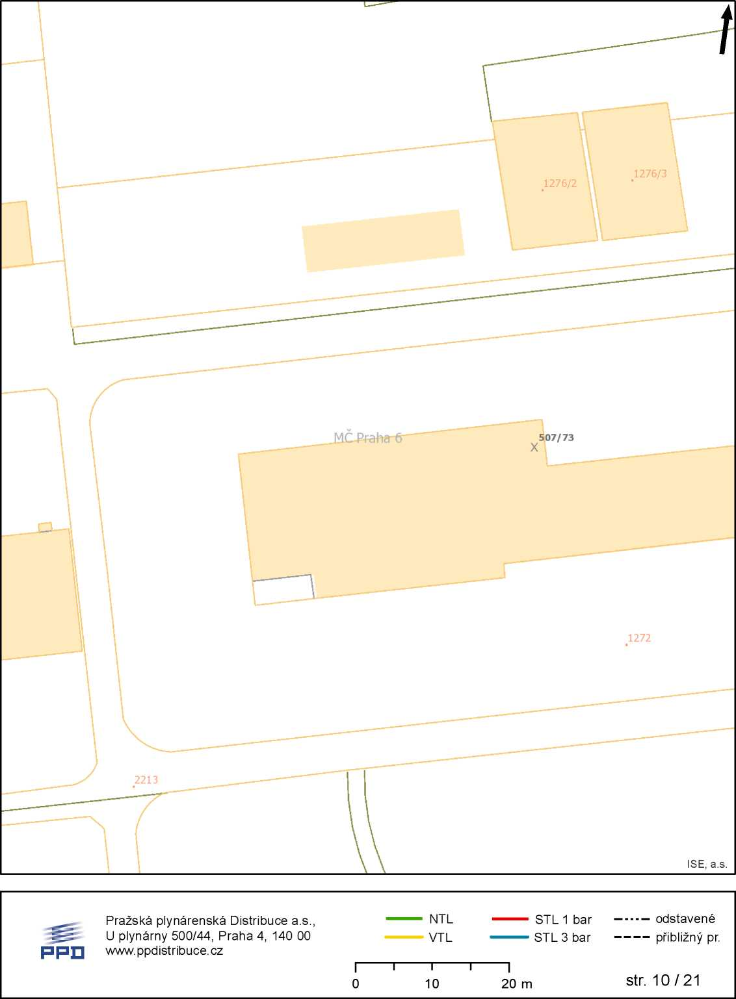 1276/3
1276/2
MČ Praha 6
507/73
X
1272
2213
ISE, a.s.
PPD
Pražská plynárenská Distribuce a.s.,
U plynárny 500/44, Praha 4, 140 00
www.ppdistribuce.cz
NTL
STL 1 bar
odstavené
VTL
STL 3 bar
přibližný pr.
0 10 20 m
str. 10 / 21